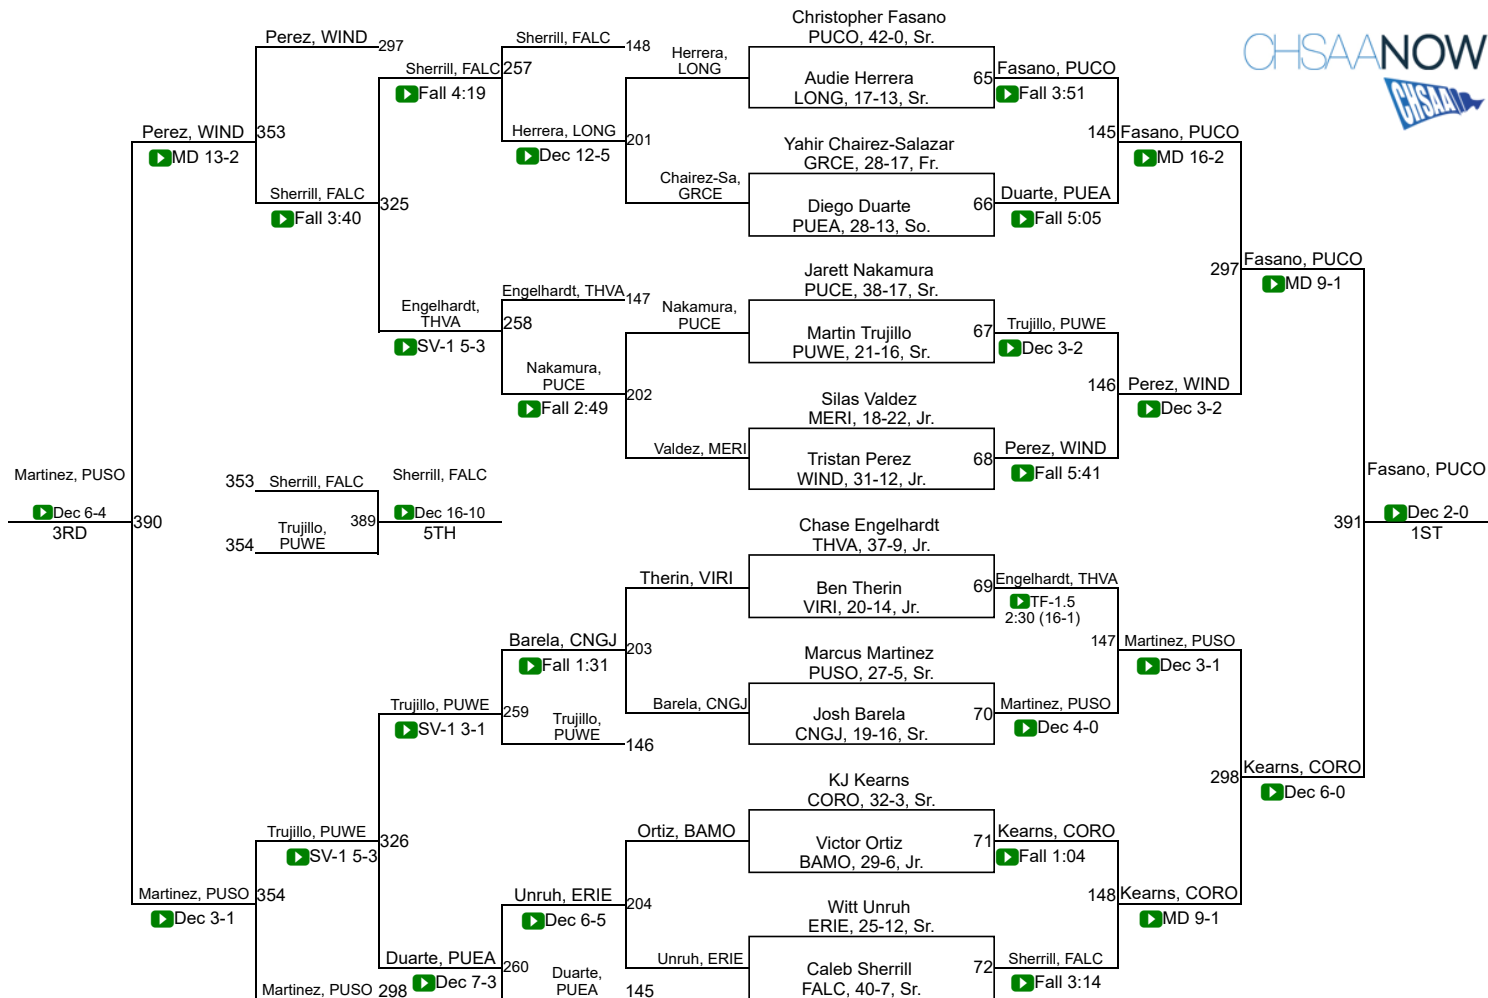 Christopher Fasano
PUCO, 42-0, Sr.
CHSAANOW
CHSAA
Perez, WIND
297
Sherrill, FALC
148
Herrera,
LONG
Sherrill, FALC
257
Fall 4:19
Audie Herrera
LONG, 17-13, Sr.
65
Fasano, PUCO
Fall 3:51
Perez, WIND
353
MD 13-2
Herrera, LONG
201
Dec 12-5
Yahir Chairez-Salazar
GRCE, 28-17, Fr.
145
Fasano, PUCO
MD 16-2
Sherrill, FALC
325
Fall 3:40
Chairez-Sa,
GRCE
Diego Duarte
PUEA, 28-13, So.
66
Duarte, PUEA
Fall 5:05
Jarett Nakamura
PUCE, 38-17, Sr.
297
Fasano, PUCO
MD 9-1
Engelhardt,
THVA
258
SV-1 5-3
Engelhardt, THVA
147
Nakamura,
PUCE
Martin Trujillo
PUWE, 21-16, Sr.
67
Trujillo, PUWE
Dec 3-2
Nakamura,
PUCE
202
Fall 2:49
Silas Valdez
MERI, 18-22, Jr.
146
Perez, WIND
Dec 3-2
Valdez, MERI
Tristan Perez
WIND, 31-12, Jr.
68
Perez, WIND
Fall 5:41
Martinez, PUSO
Dec 6-4
3RD
390
353
Sherrill, FALC
354
Trujillo,
PUWE
389
Sherrill, FALC
Dec 16-10
5TH
Fasano, PUCO
391
Dec 2-0
1ST
Chase Engelhardt
THVA, 37-9, Jr.
Therin, VIRI
Ben Therin
VIRI, 20-14, Jr.
69
Engelhardt, THVA
TF-1.5
2:30 (16-1)
Barela, CNGJ
203
Fall 1:31
Marcus Martinez
PUSO, 27-5, Sr.
147
Martinez, PUSO
Dec 3-1
Trujillo, PUWE
259
SV-1 3-1
Trujillo,
PUWE
146
Barela, CNGJ
Josh Barela
CNGJ, 19-16, Sr.
70
Martinez, PUSO
Dec 4-0
KJ Kearns
CORO, 32-3, Sr.
298
Kearns, CORO
Dec 6-0
Trujillo, PUWE
326
SV-1 5-3
Ortiz, BAMO
Victor Ortiz
BAMO, 29-6, Jr.
71
Kearns, CORO
Fall 1:04
Martinez, PUSO
354
Dec 3-1
Unruh, ERIE
204
Dec 6-5
Witt Unruh
ERIE, 25-12, Sr.
148
Kearns, CORO
MD 9-1
Duarte, PUEA
260
Dec 7-3
Unruh, ERIE
Caleb Sherrill
FALC, 40-7, Sr.
72
Sherrill, FALC
Fall 3:14
Martinez, PUSO
298
Duarte,
PUEA
145